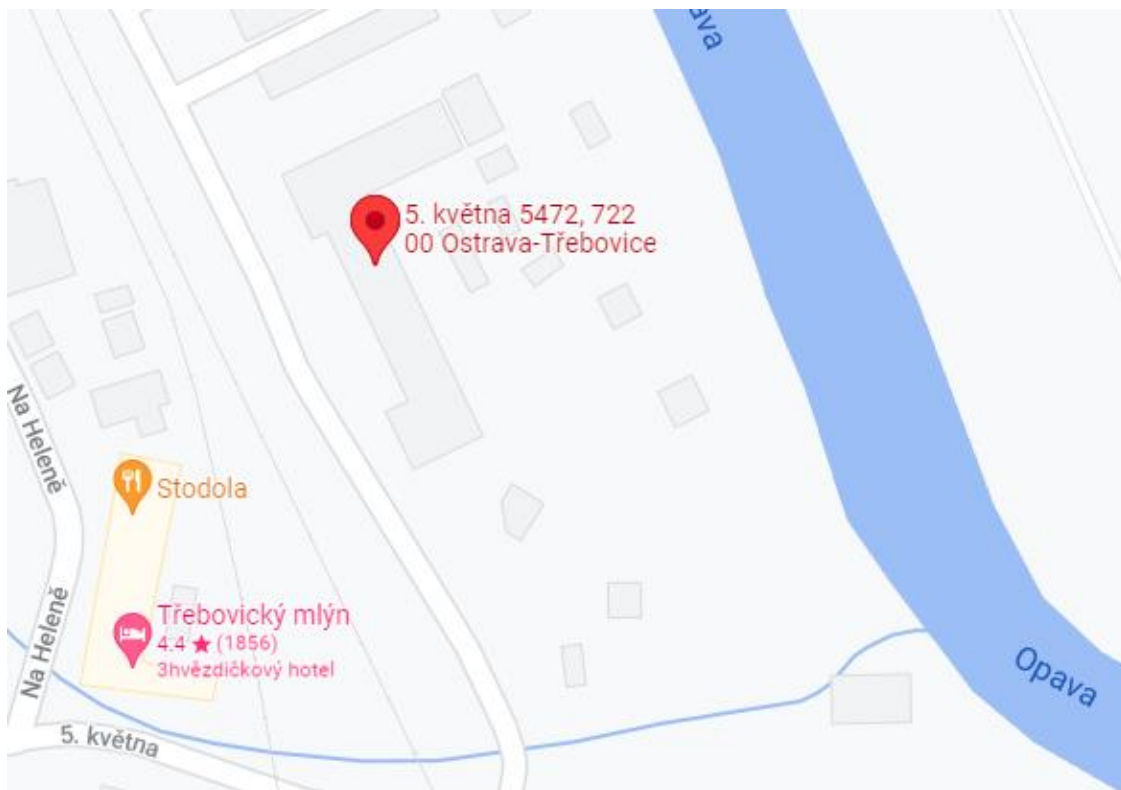 ava
5. května 5472, 722
00 Ostrava-Třebovice
Na Heleně
Stodola
Třebovický mlýn
4.4 ★ (1856)
3hvězdičkový hotel
Na Heleně
Opava
5. května